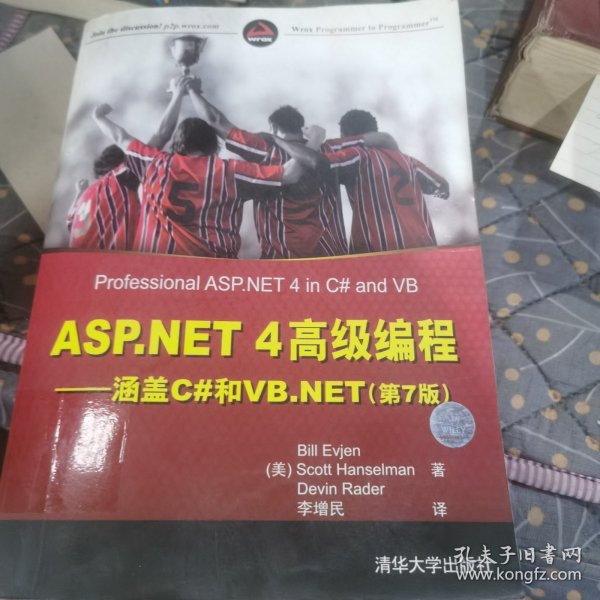 Join the discussion! p2p.wrox.com
wrox
Wrox Programmer to Programmer™
5
2
Professional ASP.NET 4 in C# and VB
ASP.NET 4高级编程
——涵盖C#和VB.NET(第7版)
Bill Evjen
(美) Scott Hanselman 著
Devin Rader
李增民 译
WILEY
清华大学出版社
孔夫子旧书网
www.kongfz.com